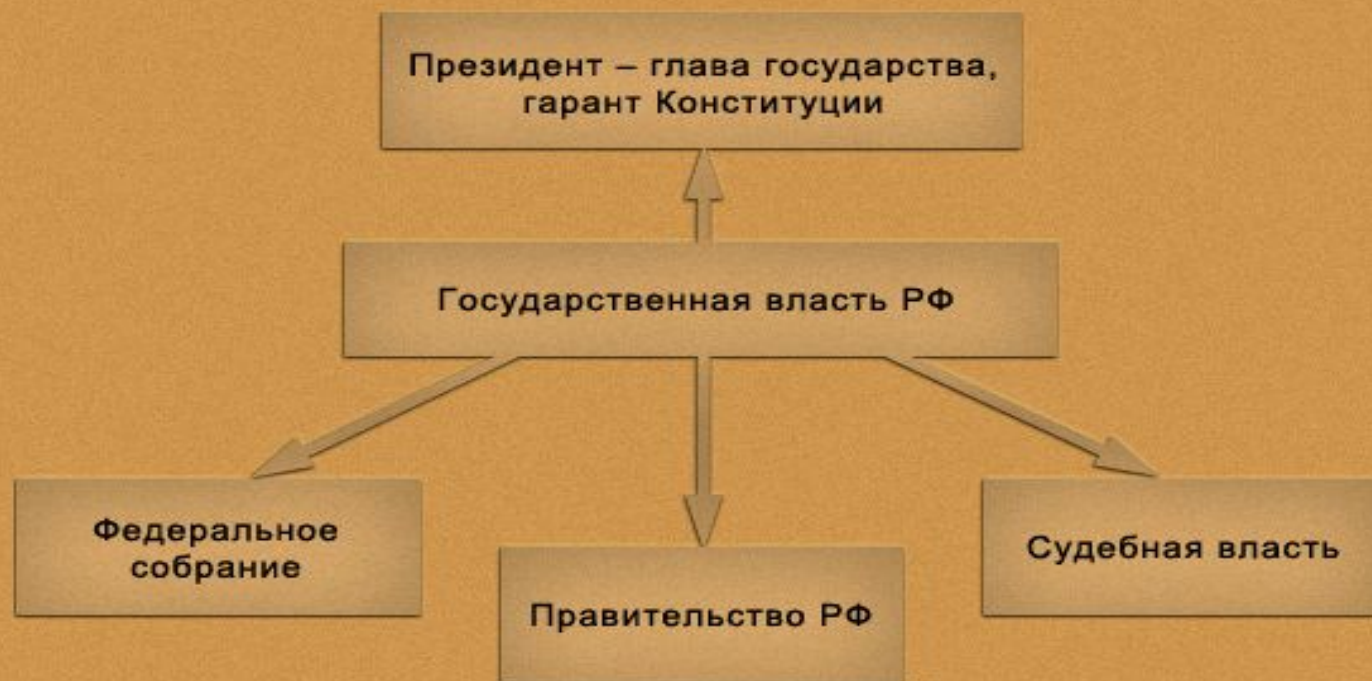 Президент – глава государства,
гарант Конституции
Государственная власть РФ
Федеральное
собрание
Правительство РФ
Судебная власть